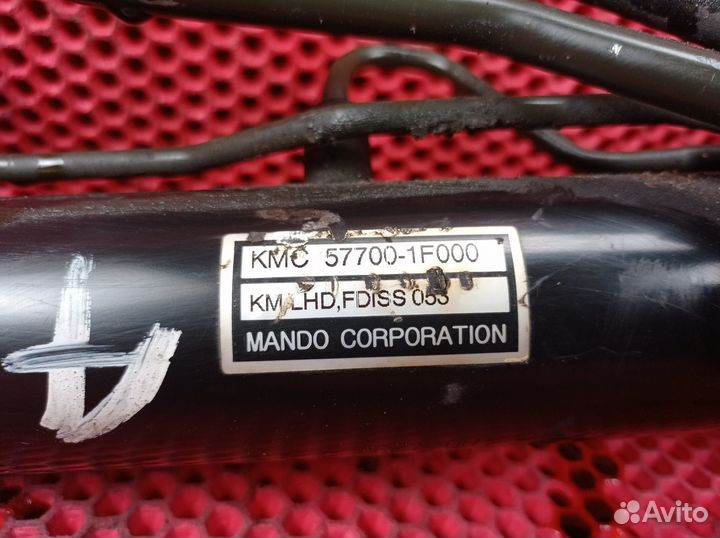 KMC 57700-1F000
KM LHD,FDISS 053
MANDO CORPORATION
Avito